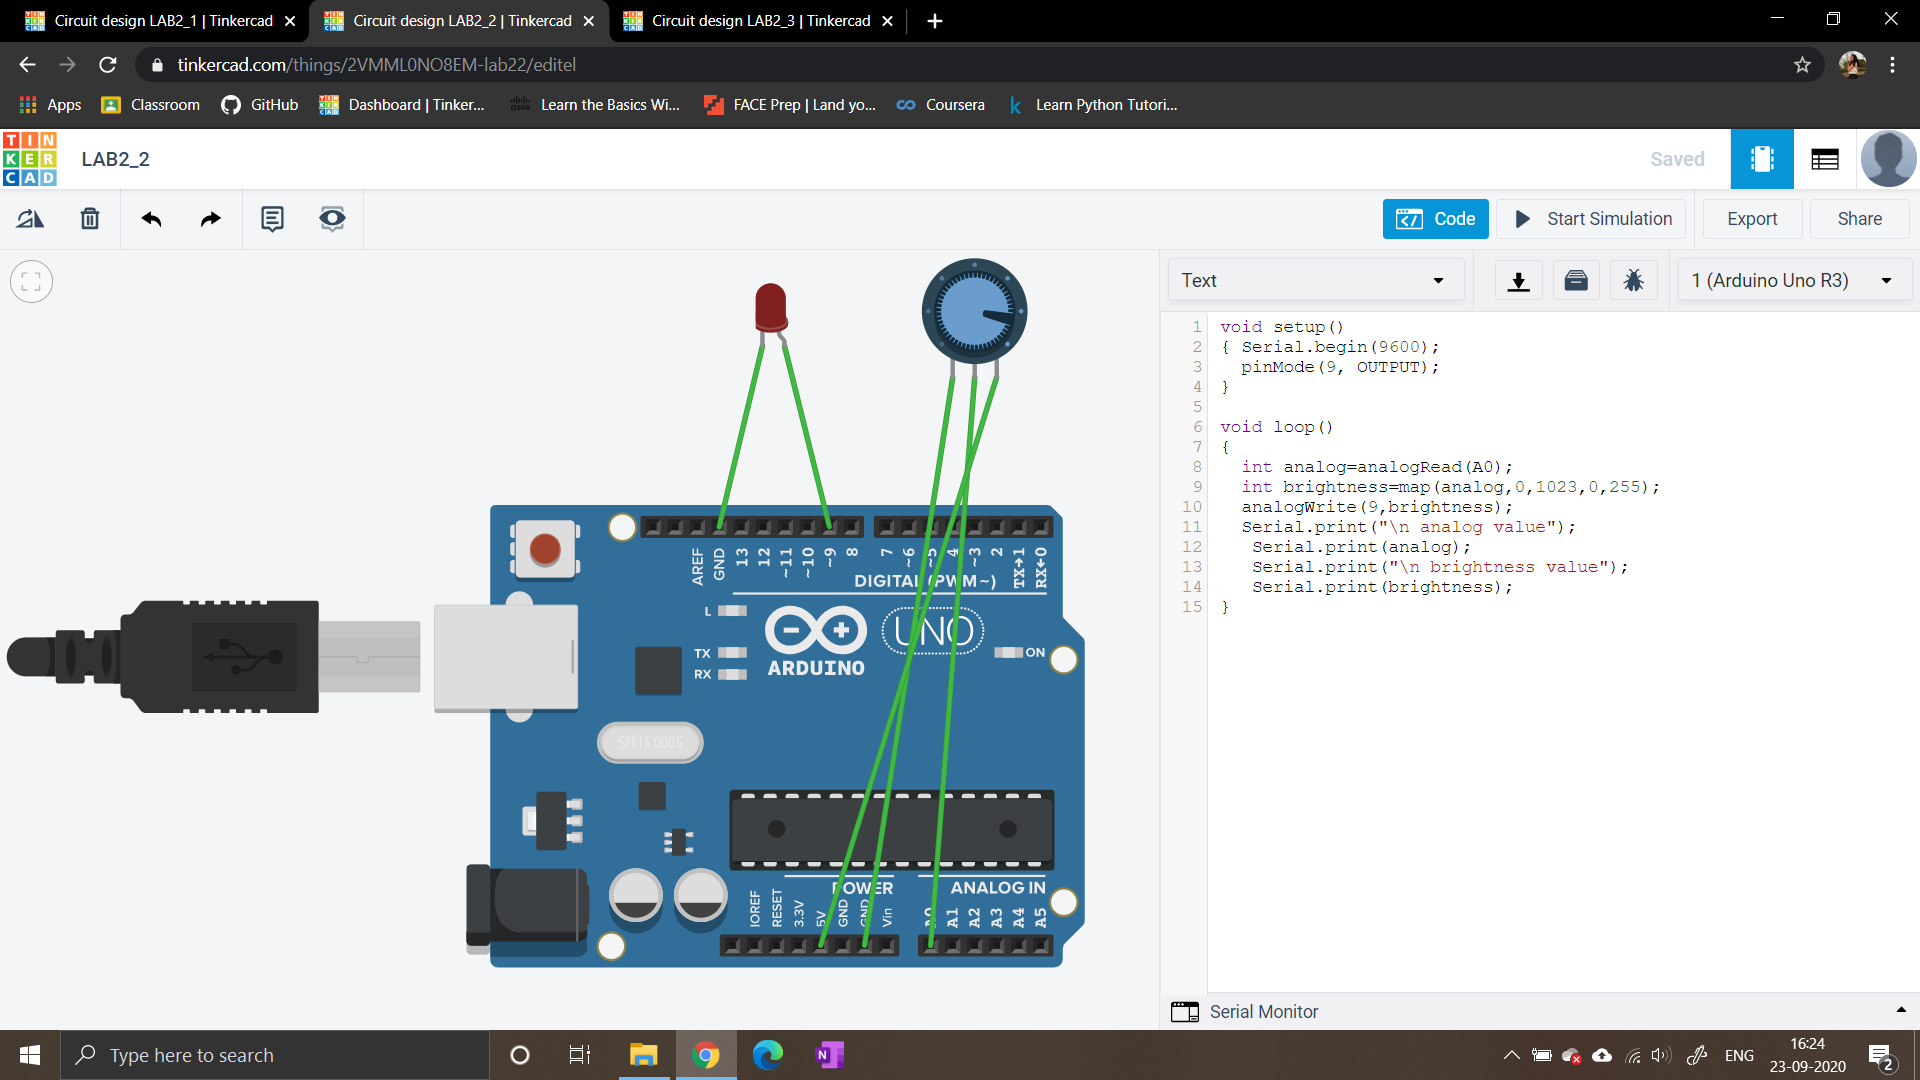 Circuit design LAB2_1 | Tinkercad
Circuit design LAB2_2 | Tinkercad
Circuit design LAB2_3 | Tinkercad
tinkercad.com/things/2VMML0NO8EM-lab22/editel
Apps
Classroom
GitHub
Dashboard | Tinker...
Learn the Basics Wi...
FACE Prep | Land yo...
Coursera
Learn Python Tutori...
TINKERCAD
LAB2_2
Saved
Code
Start Simulation
Export
Share
Text
1 (Arduino Uno R3)
1 void setup()
2 { Serial.begin(9600);
3 pinMode(9, OUTPUT);
4 }
5
6 void loop()
7 {
8 int analog=analogRead(A0);
9 int brightness=map(analog,0,1023,0,255);
10 analogWrite(9,brightness);
11 Serial.print("\n analog value");
12 Serial.print(analog);
13 Serial.print("\n brightness value");
14 Serial.print(brightness);
15 }
AREF GND 13 12 ~11 ~10 ~9 8 7 ~6 ~5 4 ~3 2 TX→1 RX←0
DIGITAL (PWM~)
L
TX
RX
ARDUINO
UNO
ON
SPK16.000G
POWER
ANALOG IN
IOREF RESET 3.3V 5V GND GND Vin A0 A1 A2 A3 A4 A5
Serial Monitor
Type here to search
ENG
16:24
23-09-2020
2